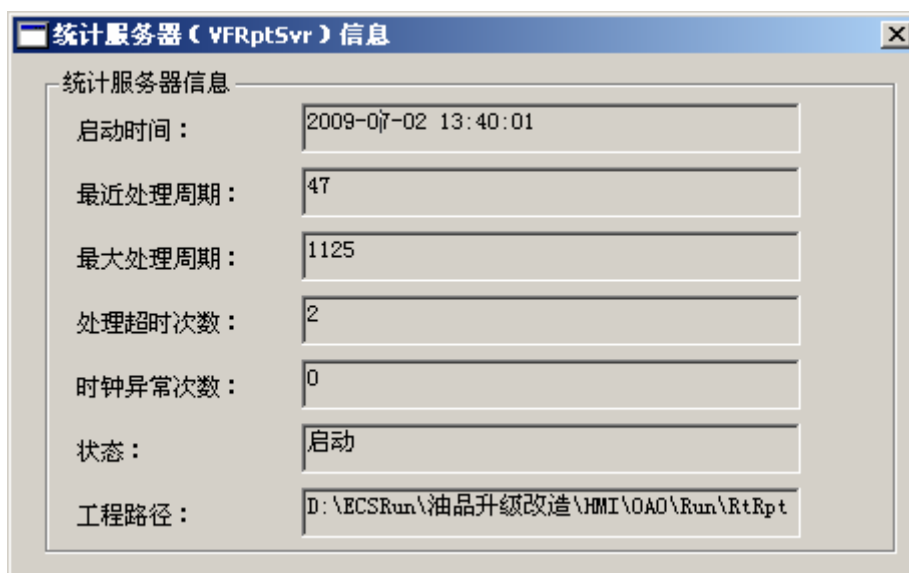 统计服务器(VFRptSvr)信息
统计服务器信息
启动时间：
2009-07-02 13:40:01
最近处理周期：
47
最大处理周期：
1125
处理超时次数：
2
时钟异常次数：
0
状态：
启动
工程路径：
D:\ECSRun\油品升级改造\HMI\OAO\Run\RtRpt